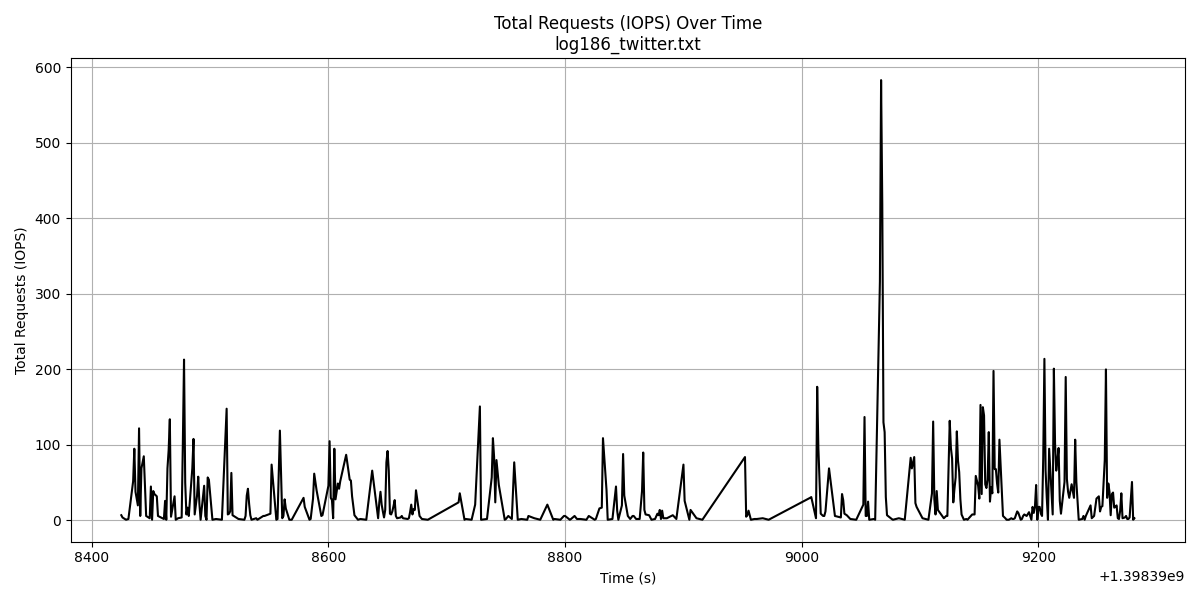 Total Requests (IOPS) Over Time
log186_twitter.txt
Total Requests (IOPS)
600
500
400
300
200
100
0
8400 8600 8800 9000 9200
Time (s)
+1.39839e9